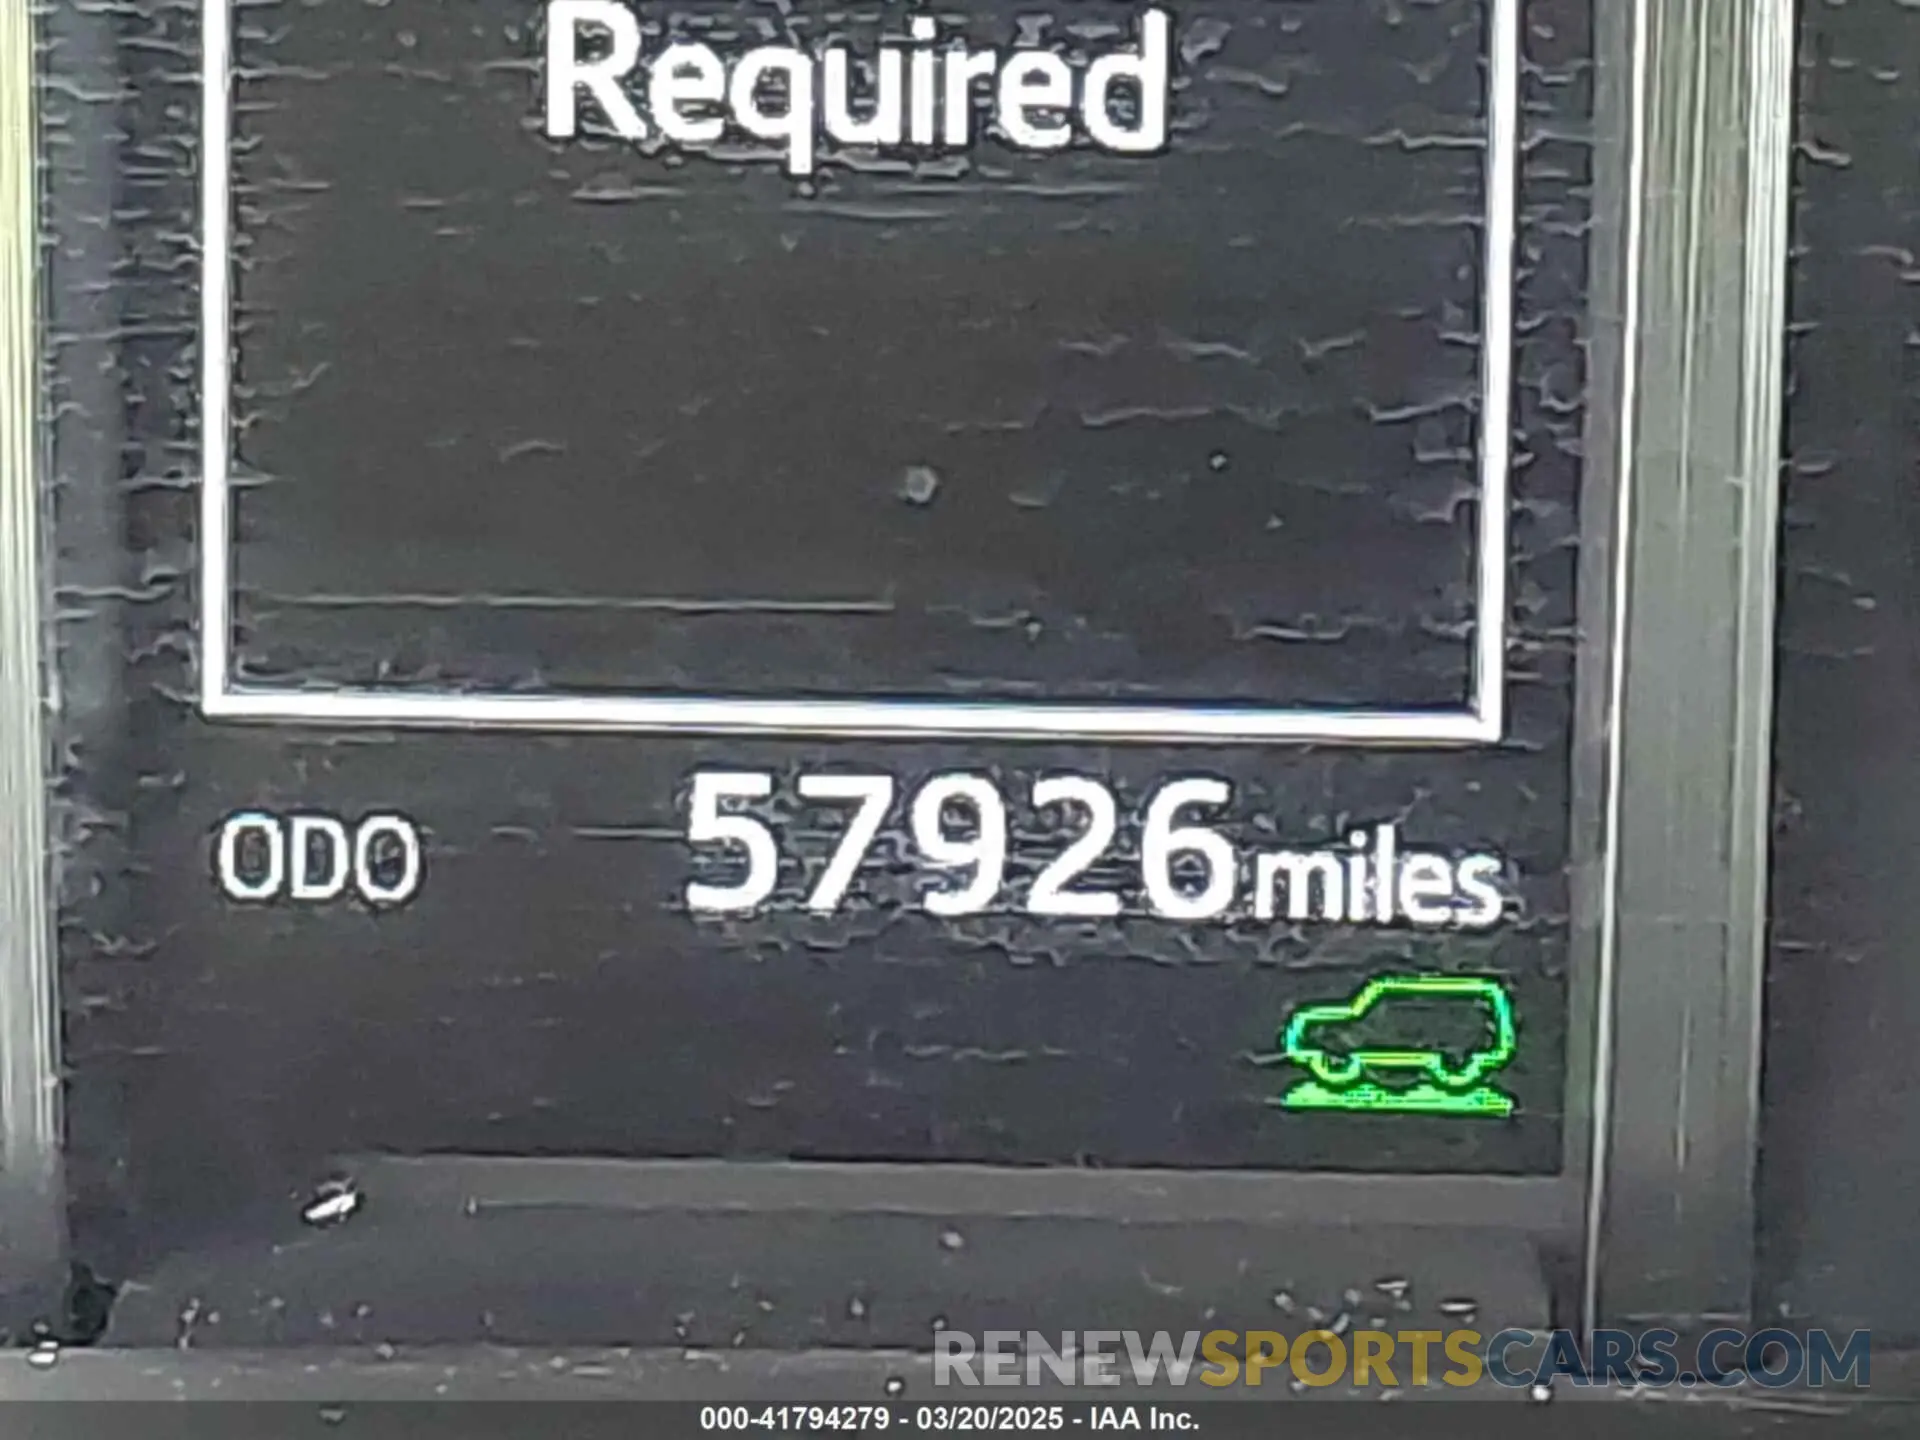 Required
ODO 57926 miles
RENEWSPORTSCARS.COM
000-41794279 - 03/20/2025 - IAA Inc.